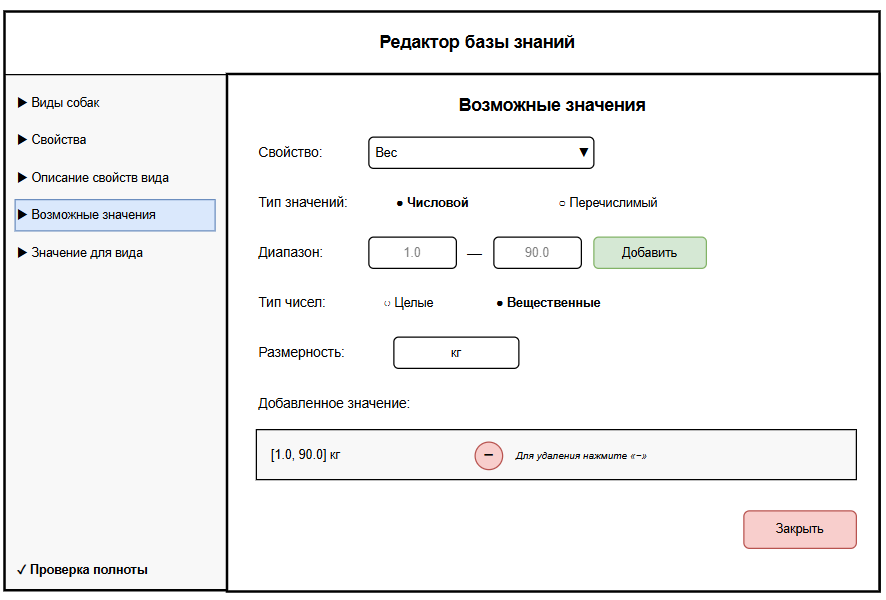 Редактор базы знаний
▶ Виды собак
▶ Свойства
▶ Описание свойств вида
▶ Возможные значения
▶ Значение для вида
✓ Проверка полноты
Возможные значения
Свойство: Вес ▼
Тип значений: ● Числовой ○ Перечислимый
Диапазон: 1.0 — 90.0 Добавить
Тип чисел: ○ Целые ● Вещественные
Размерность: кг
Добавленное значение:
[1.0, 90.0] кг − Для удаления нажмите «−»
Закрыть